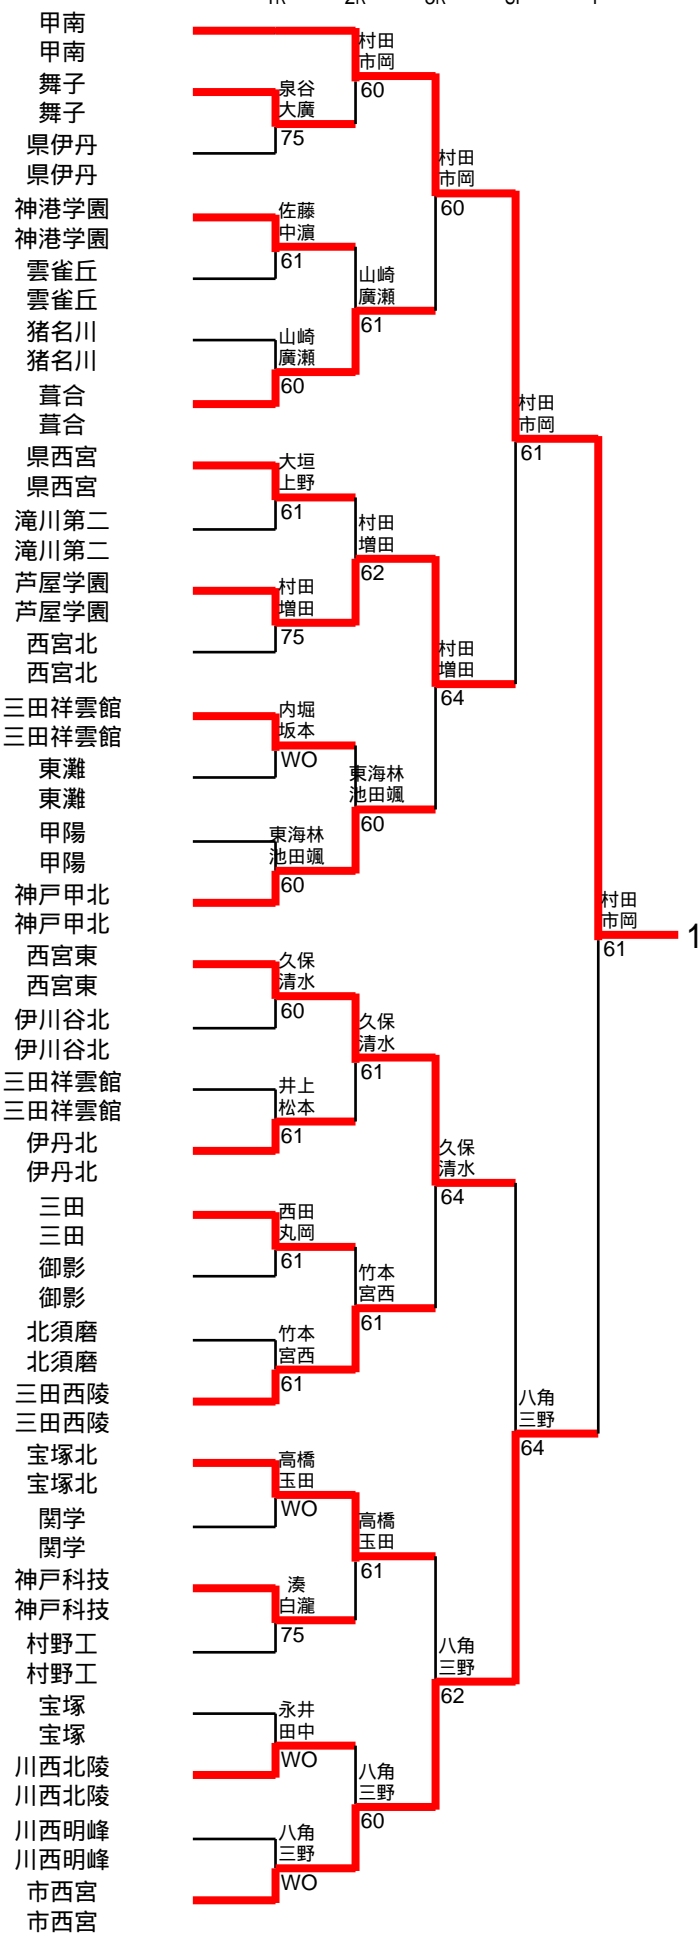 甲南
甲南
舞子
舞子
県伊丹
県伊丹
神港学園
神港学園
雲雀丘
雲雀丘
猪名川
猪名川
葺合
葺合
県西宮
県西宮
滝川第二
滝川第二
芦屋学園
芦屋学園
西宮北
西宮北
三田祥雲館
三田祥雲館
東灘
東灘
甲陽
甲陽
神戸甲北
神戸甲北
西宮東
西宮東
伊川谷北
伊川谷北
三田祥雲館
三田祥雲館
伊丹北
伊丹北
三田
三田
御影
御影
北須磨
北須磨
三田西陵
三田西陵
宝塚北
宝塚北
関学
関学
神戸科技
神戸科技
村野工
村野工
宝塚
宝塚
川西北陵
川西北陵
川西明峰
川西明峰
市西宮
市西宮
泉谷
大廣
75
佐藤
中濵
61
山崎
廣瀬
60
大垣
上野
61
村田
増田
75
内堀
坂本
WO
東海林
池田颯
60
久保
清水
60
井上
松本
61
西田
丸岡
61
竹本
宮西
61
高橋
玉田
WO
湊
白瀧
75
永井
田中
WO
八角
三野
WO
村田
市岡
60
山崎
廣瀬
61
村田
増田
62
東海林
池田颯
60
久保
清水
61
竹本
宮西
61
高橋
玉田
61
八角
三野
60
村田
市岡
60
村田
増田
64
久保
清水
64
八角
三野
62
村田
市岡
61
八角
三野
64
村田
市岡
61
1